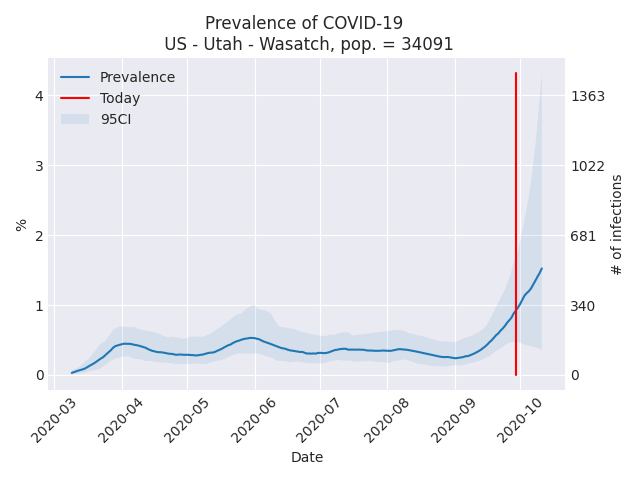 Prevalence of COVID-19
US - Utah - Wasatch, pop. = 34091
Prevalence
Today
95CI
4
3
2
1
0
%
1363
1022
681
340
0
# of infections
2020-03
2020-04
2020-05
2020-06
2020-07
2020-08
2020-09
2020-10
Date